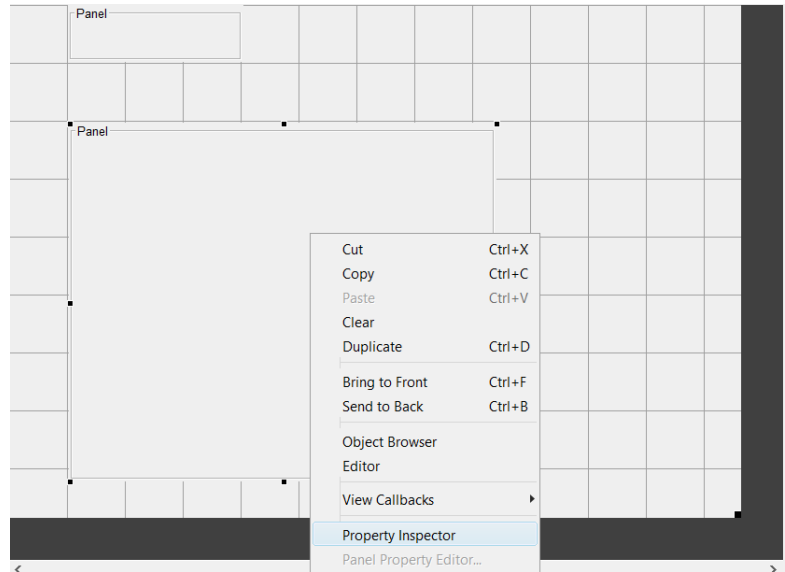 Panel
Panel
Cut Ctrl+X
Copy Ctrl+C
Paste Ctrl+V
Clear
Duplicate Ctrl+D
Bring to Front Ctrl+F
Send to Back Ctrl+B
Object Browser
Editor
View Callbacks
Property Inspector
Panel Property Editor...